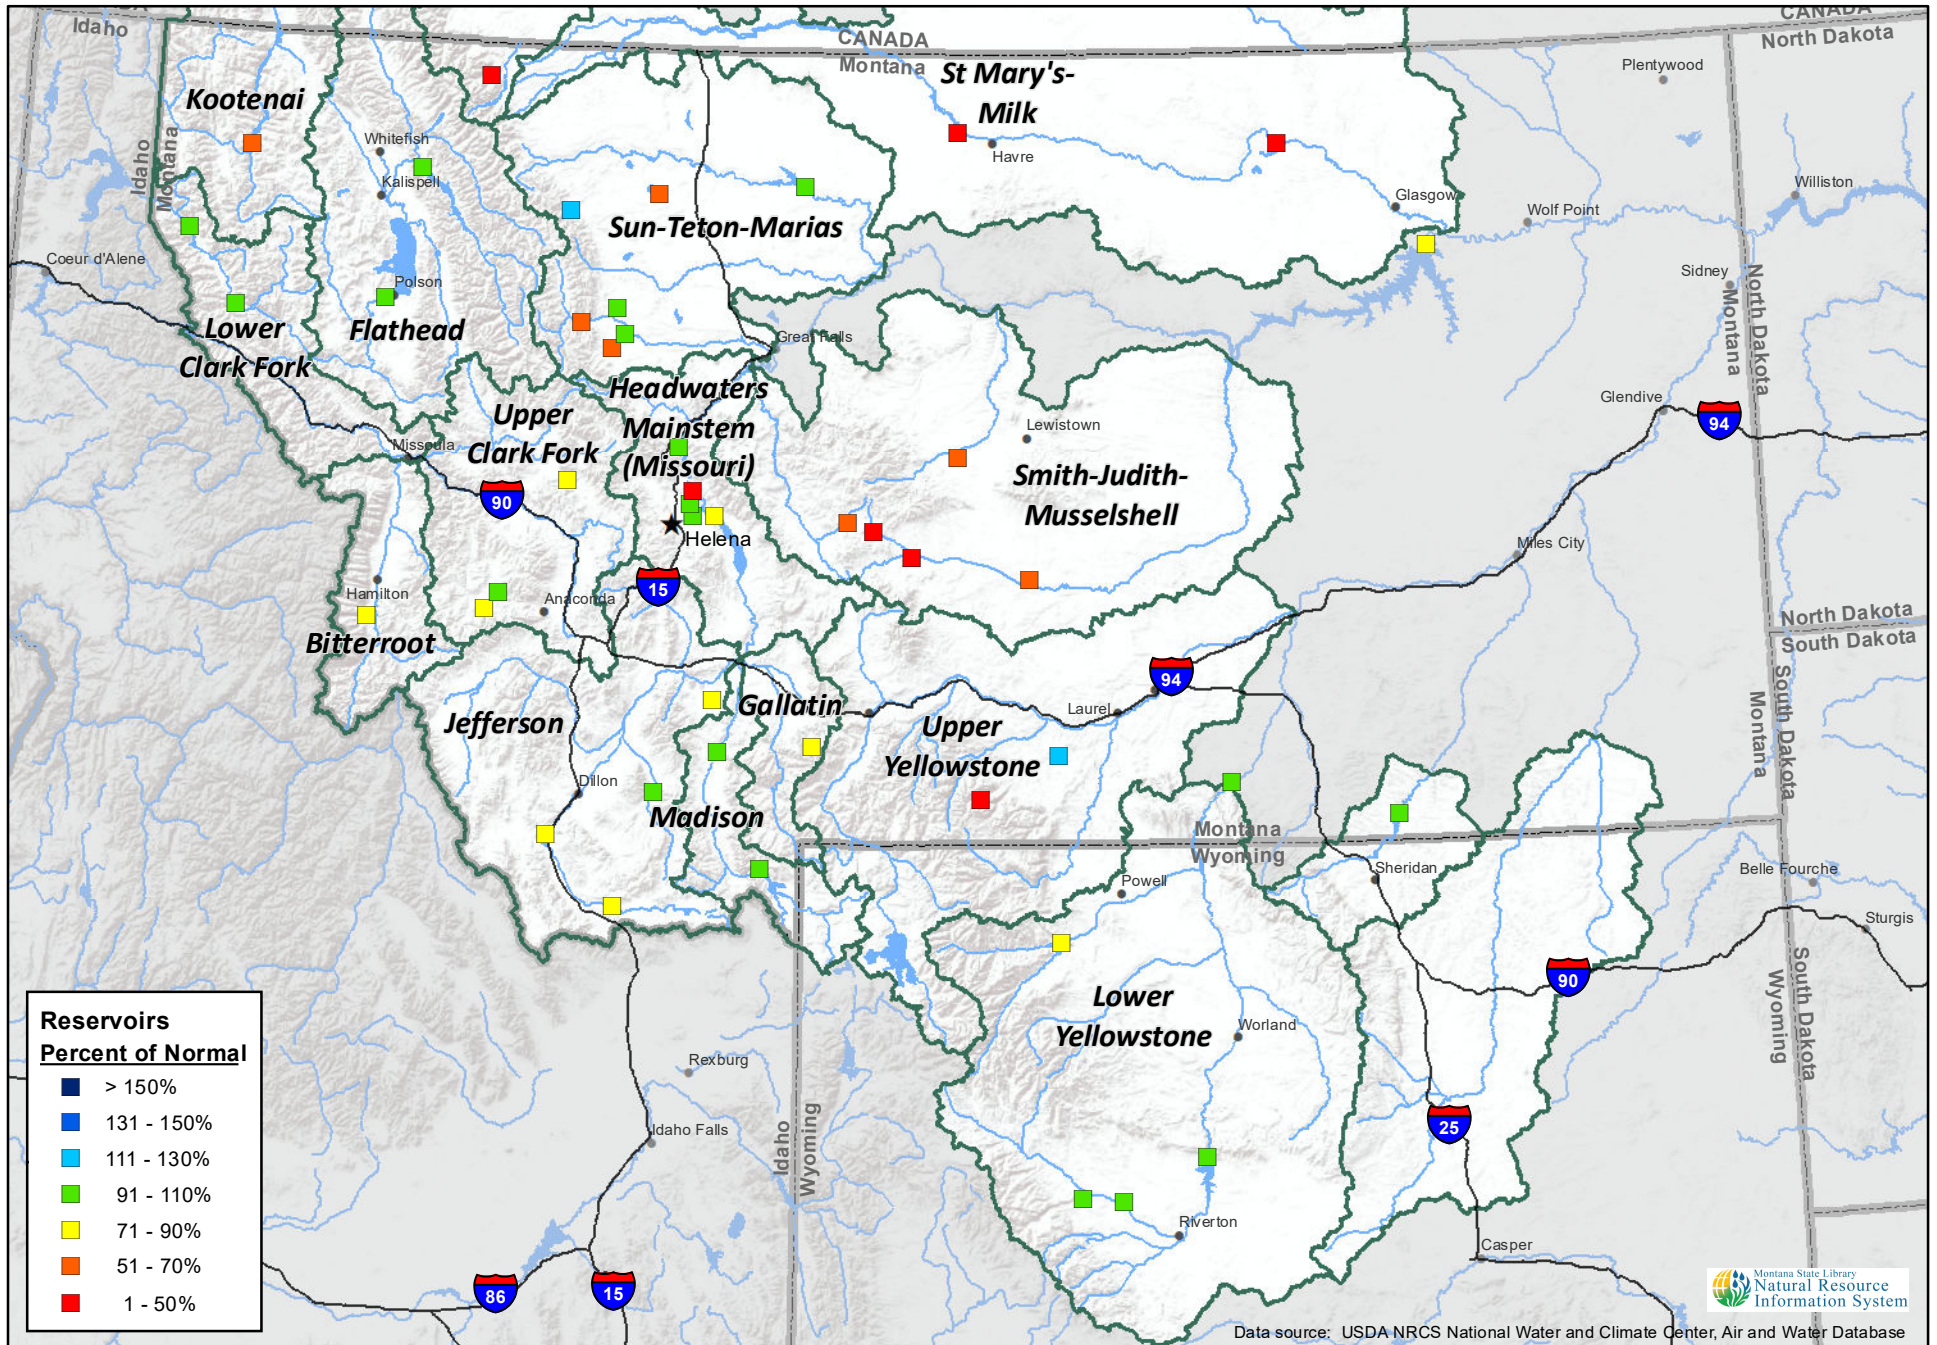 CANADA
Idaho
CANADA
Montana
CANADA
North Dakota
Plentywood
St Mary's-
Milk
Kootenai
Whitefish
Havre
Idaho
Montana
Kalispell
Glasgow
Williston
Wolf Point
Sun-Teton-Marias
Coeur d'Alene
Polson
Sidney
North Dakota
Montana
Lower
Clark Fork
Flathead
Great Falls
Headwaters
Mainstem
(Missouri)
Upper
Clark Fork
Glendive
94
Lewistown
Missoula
Smith-Judith-
Musselshell
90
Helena
Miles City
15
Hamilton
Anaconda
Bitterroot
North Dakota
South Dakota
94
South Dakota
Montana
Gallatin
Jefferson
Laurel
Upper
Yellowstone
Dillon
Madison
Montana
Wyoming
Sheridan
Belle Fourche
Powell
Sturgis
South Dakota
Wyoming
90
Lower
Yellowstone
Worland
Reservoirs
Percent of Normal
> 150%
131 - 150%
111 - 130%
91 - 110%
71 - 90%
51 - 70%
1 - 50%
Rexburg
Idaho Falls
Idaho
Wyoming
25
Riverton
Casper
86
15
Montana State Library
Natural Resource
Information System
Data source: USDA NRCS National Water and Climate Center, Air and Water Database